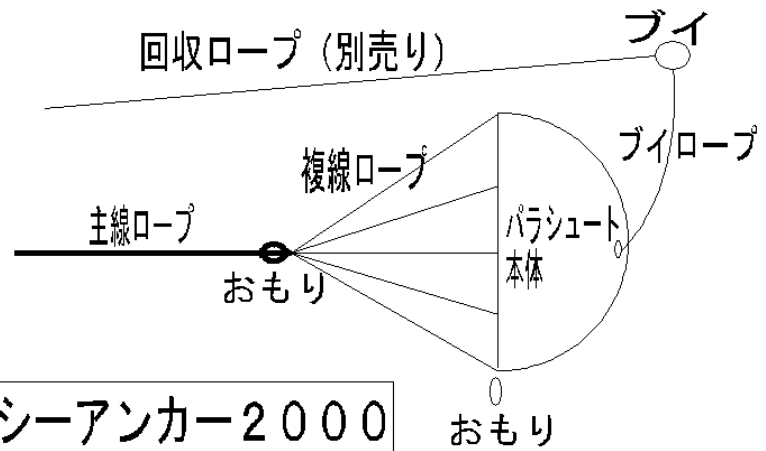 ブイ
回収ロープ（別売り）
ブイロープ
複線ロープ
主線ロープ
パラシュート
本体
おもり
シーアンカー２０００
おもり